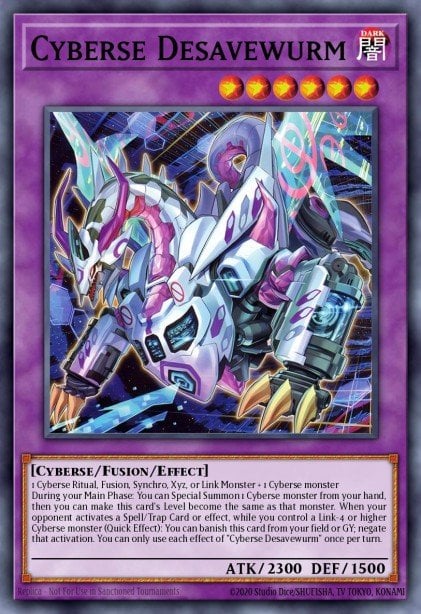 Cyberse Desavewurm
DARK
闇
[Cyberse/Fusion/Effect]
1 Cyberse Ritual, Fusion, Synchro, Xyz, or Link Monster + 1 Cyberse monster
During your Main Phase: You can Special Summon 1 Cyberse monster from your hand,
then you can make this card's Level become the same as that monster. When your
opponent activates a Spell/Trap Card or effect, while you control a Link-4 or higher
Cyberse monster (Quick Effect): You can banish this card from your field or GY; negate
that activation. You can only use each effect of "Cyberse Desavewurm" once per turn.
ATK/2300 DEF/1500
Replica - Not For Use in Sanctioned Tournaments
©2020 Studio Dice/SHUEISHA, TV TOKYO, KONAMI